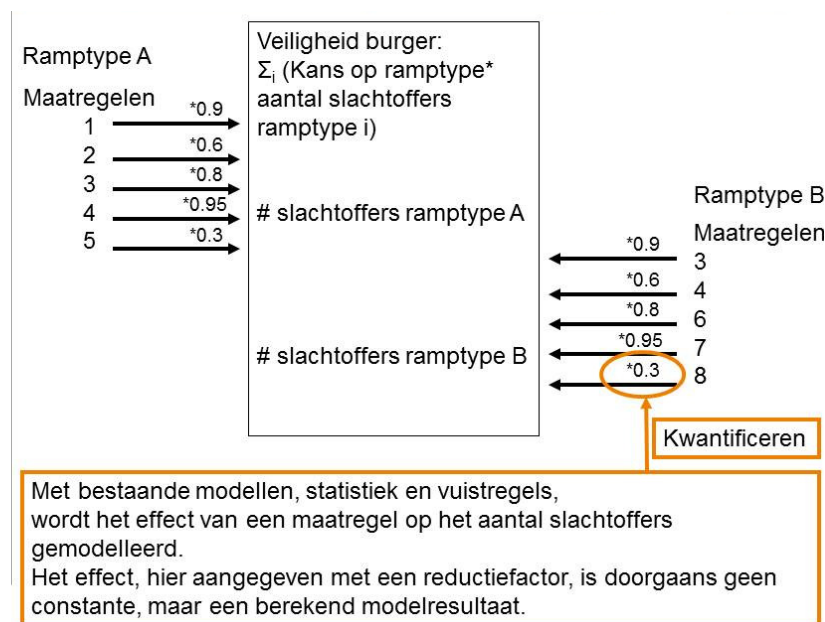 Ramptype A
Maatregelen
1 *0.9
2 *0.6
3 *0.8
4 *0.95
5 *0.3
Veiligheid burger:
Σi (Kans op ramptype*
aantal slachtoffers
ramptype i)
# slachtoffers ramptype A
# slachtoffers ramptype B
Ramptype B
Maatregelen
*0.9 3
*0.6 4
*0.8 6
*0.95 7
*0.3 8
Kwantificeren
Met bestaande modellen, statistiek en vuistregels,
wordt het effect van een maatregel op het aantal slachtoffers
gemodelleerd.
Het effect, hier aangegeven met een reductiefactor, is doorgaans geen
constante, maar een berekend modelresultaat.